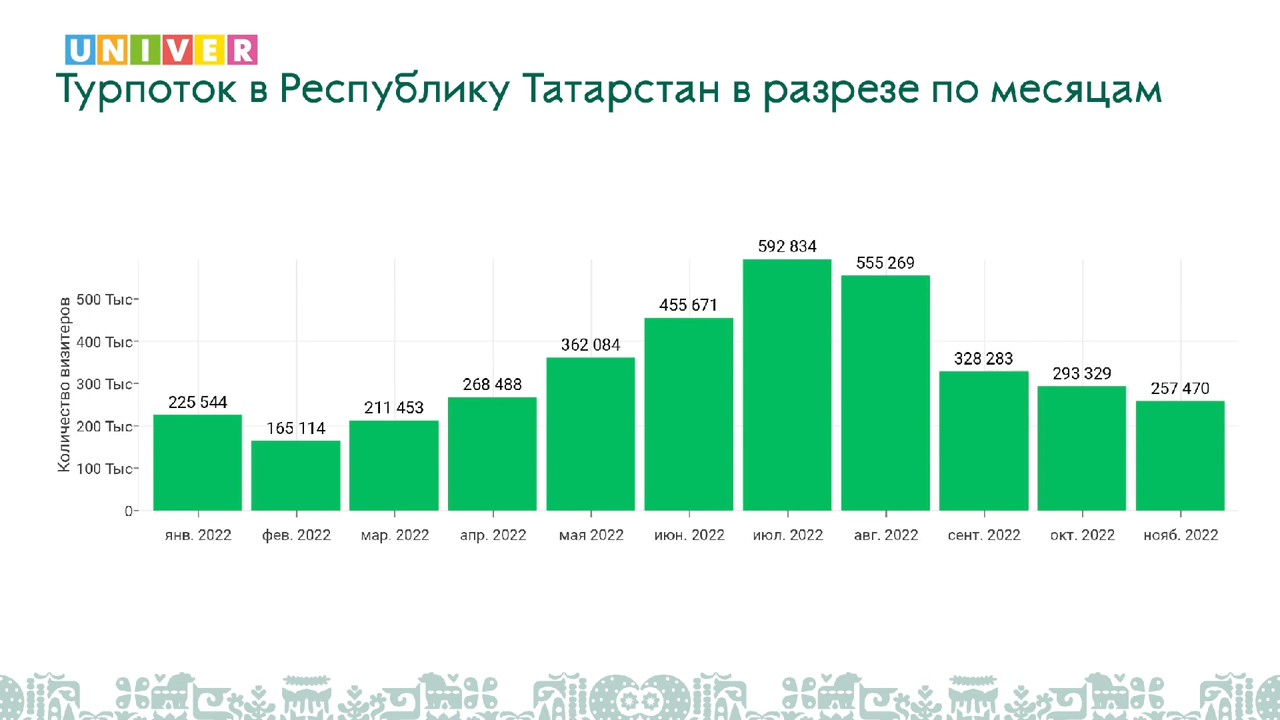 UNIVER
Турпоток в Республику Татарстан в разрезе по месяцам
Количество визитеров
500 Тыс
400 Тыс
300 Тыс
200 Тыс
100 Тыс
0
225 544
165 114
211 453
268 488
362 084
455 671
592 834
555 269
328 283
293 329
257 470
янв. 2022
фев. 2022
мар. 2022
апр. 2022
мая 2022
июн. 2022
июл. 2022
авг. 2022
сент. 2022
окт. 2022
нояб. 2022